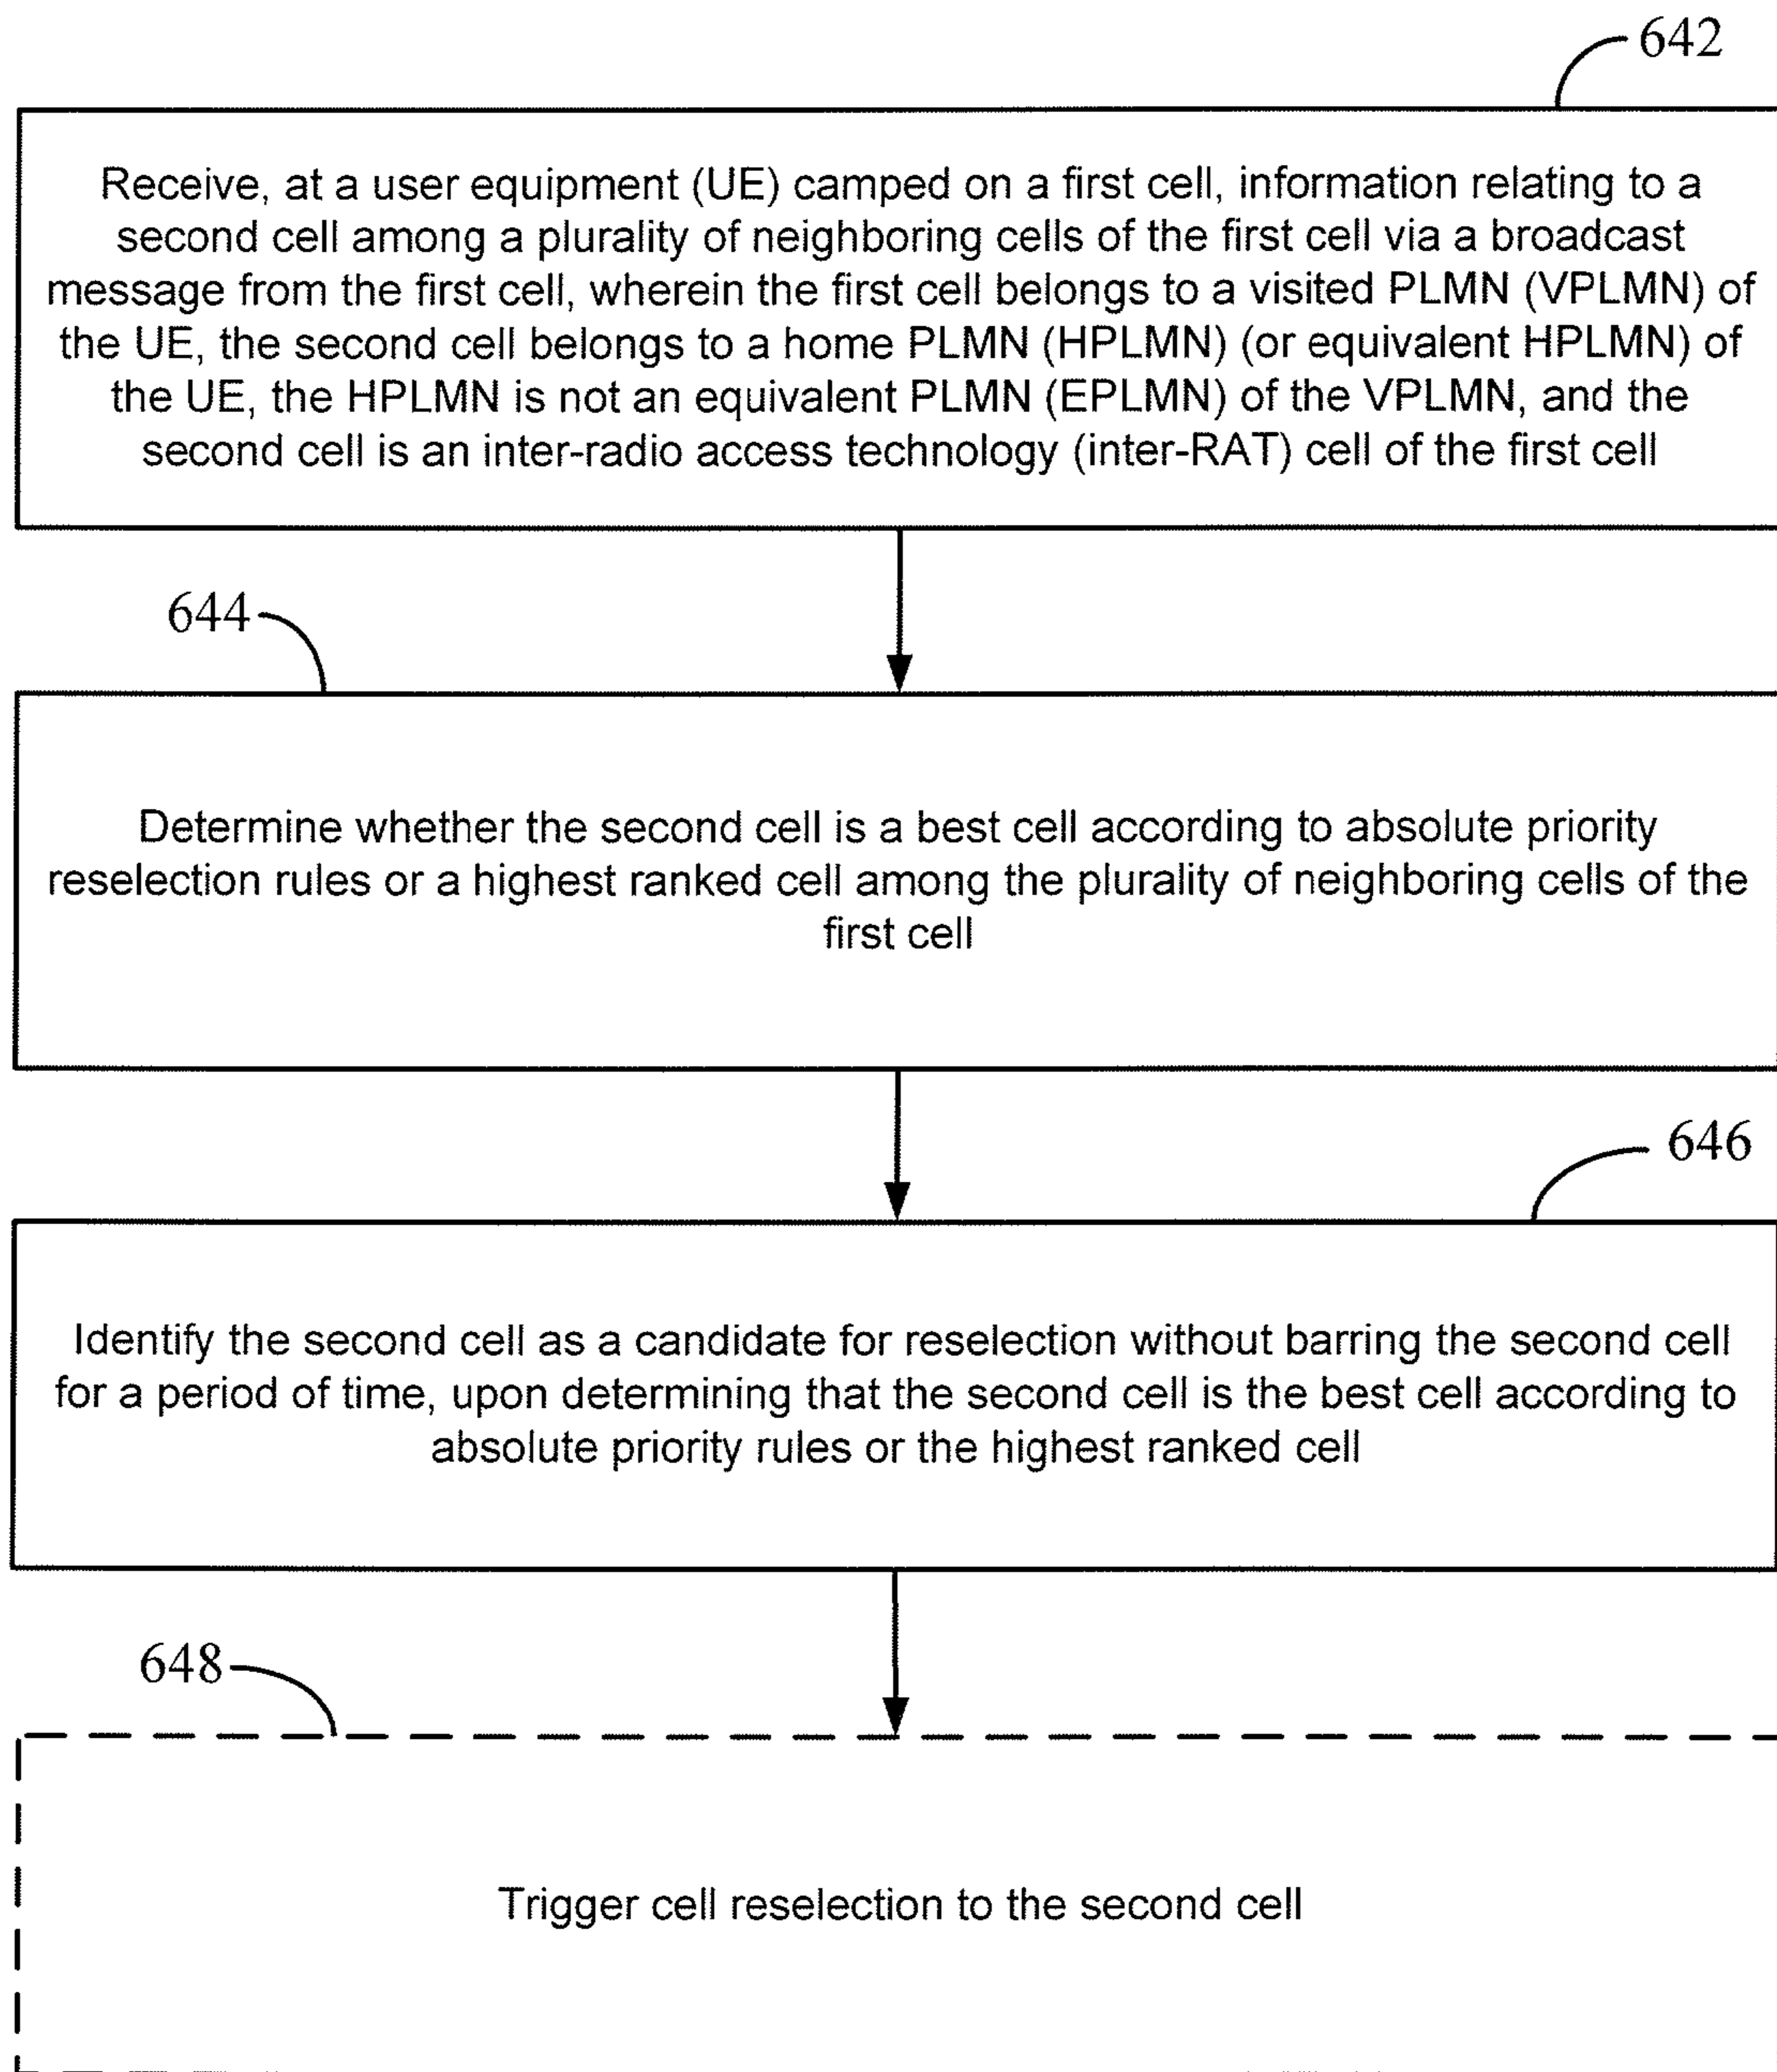 642
Receive, at a user equipment (UE) camped on a first cell, information relating to a
second cell among a plurality of neighboring cells of the first cell via a broadcast
message from the first cell, wherein the first cell belongs to a visited PLMN (VPLMN) of
the UE, the second cell belongs to a home PLMN (HPLMN) (or equivalent HPLMN) of
the UE, the HPLMN is not an equivalent PLMN (EPLMN) of the VPLMN, and the
second cell is an inter-radio access technology (inter-RAT) cell of the first cell
644
Determine whether the second cell is a best cell according to absolute priority
reselection rules or a highest ranked cell among the plurality of neighboring cells of the
first cell
646
Identify the second cell as a candidate for reselection without barring the second cell
for a period of time, upon determining that the second cell is the best cell according to
absolute priority rules or the highest ranked cell
648
Trigger cell reselection to the second cell